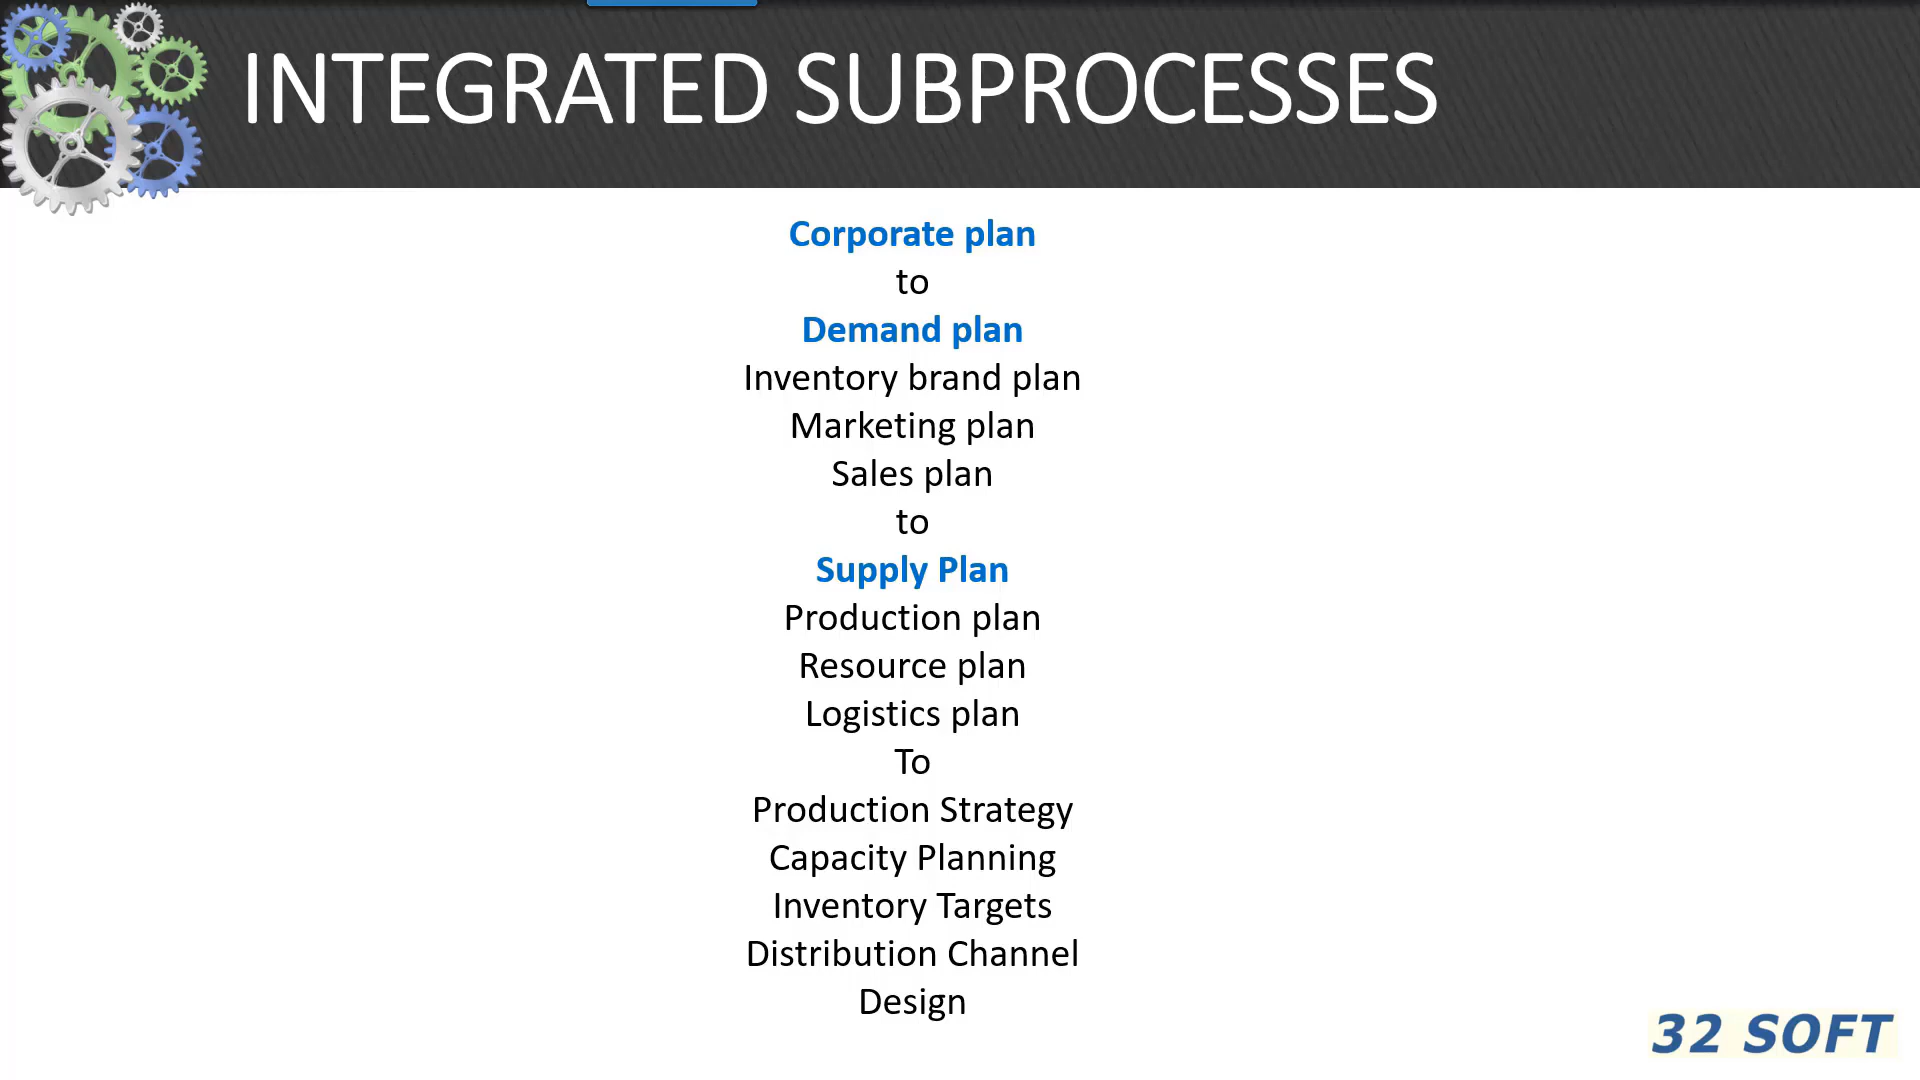 INTEGRATED SUBPROCESSES
Corporate plan
to
Demand plan
Inventory brand plan
Marketing plan
Sales plan
to
Supply Plan
Production plan
Resource plan
Logistics plan
To
Production Strategy
Capacity Planning
Inventory Targets
Distribution Channel
Design
32 SOFT